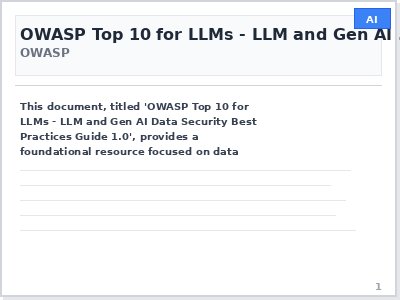 AI
OWASP Top 10 for LLMs - LLM and Gen AI
OWASP
This document, titled 'OWASP Top 10 for
LLMs - LLM and Gen AI Data Security Best
Practices Guide 1.0', provides a
foundational resource focused on data
1